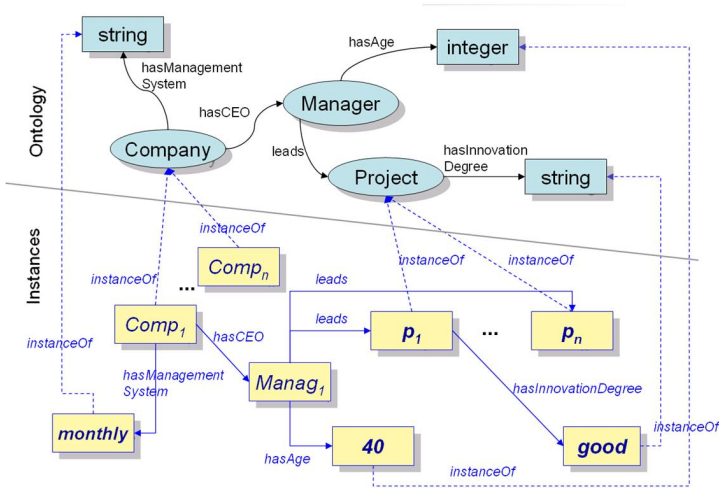 string
hasAge
integer
hasManagement
System
hasCEO
Manager
Ontology
Company
leads
hasInnovation
Degree
Project
string
instanceOf
Instances
instanceOf
... Compn
instanceOf
instanceOf
leads
Comp1
hasCEO
leads
p1
...
pn
instanceOf
hasManagement
System
Manag1
hasInnovationDegree
monthly
hasAge
40
good
instanceOf
instanceOf